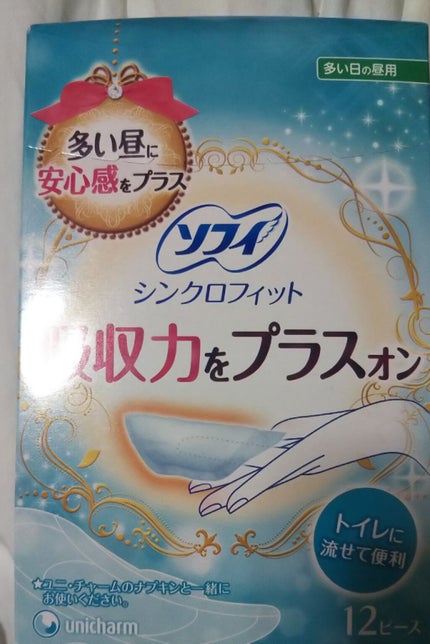 多い日の昼用
多い昼に
安心感をプラス
ソフィ
シンクロフィット
吸収力をプラスオン
トイレに
流せて便利
★ユニ・チャームのナプキンと一緒に
お使いください。
unicharm
12ピース